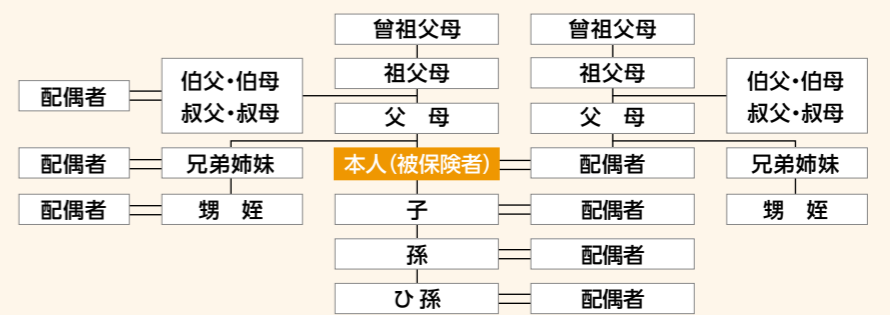 曾祖父母
曾祖父母
祖父母
祖父母
配偶者
伯父・伯母
叔父・叔母
伯父・伯母
叔父・叔母
父　母
父　母
配偶者
兄弟姉妹
本人（被保険者）
配偶者
兄弟姉妹
配偶者
甥　姪
子
配偶者
甥　姪
孫
配偶者
ひ孫
配偶者